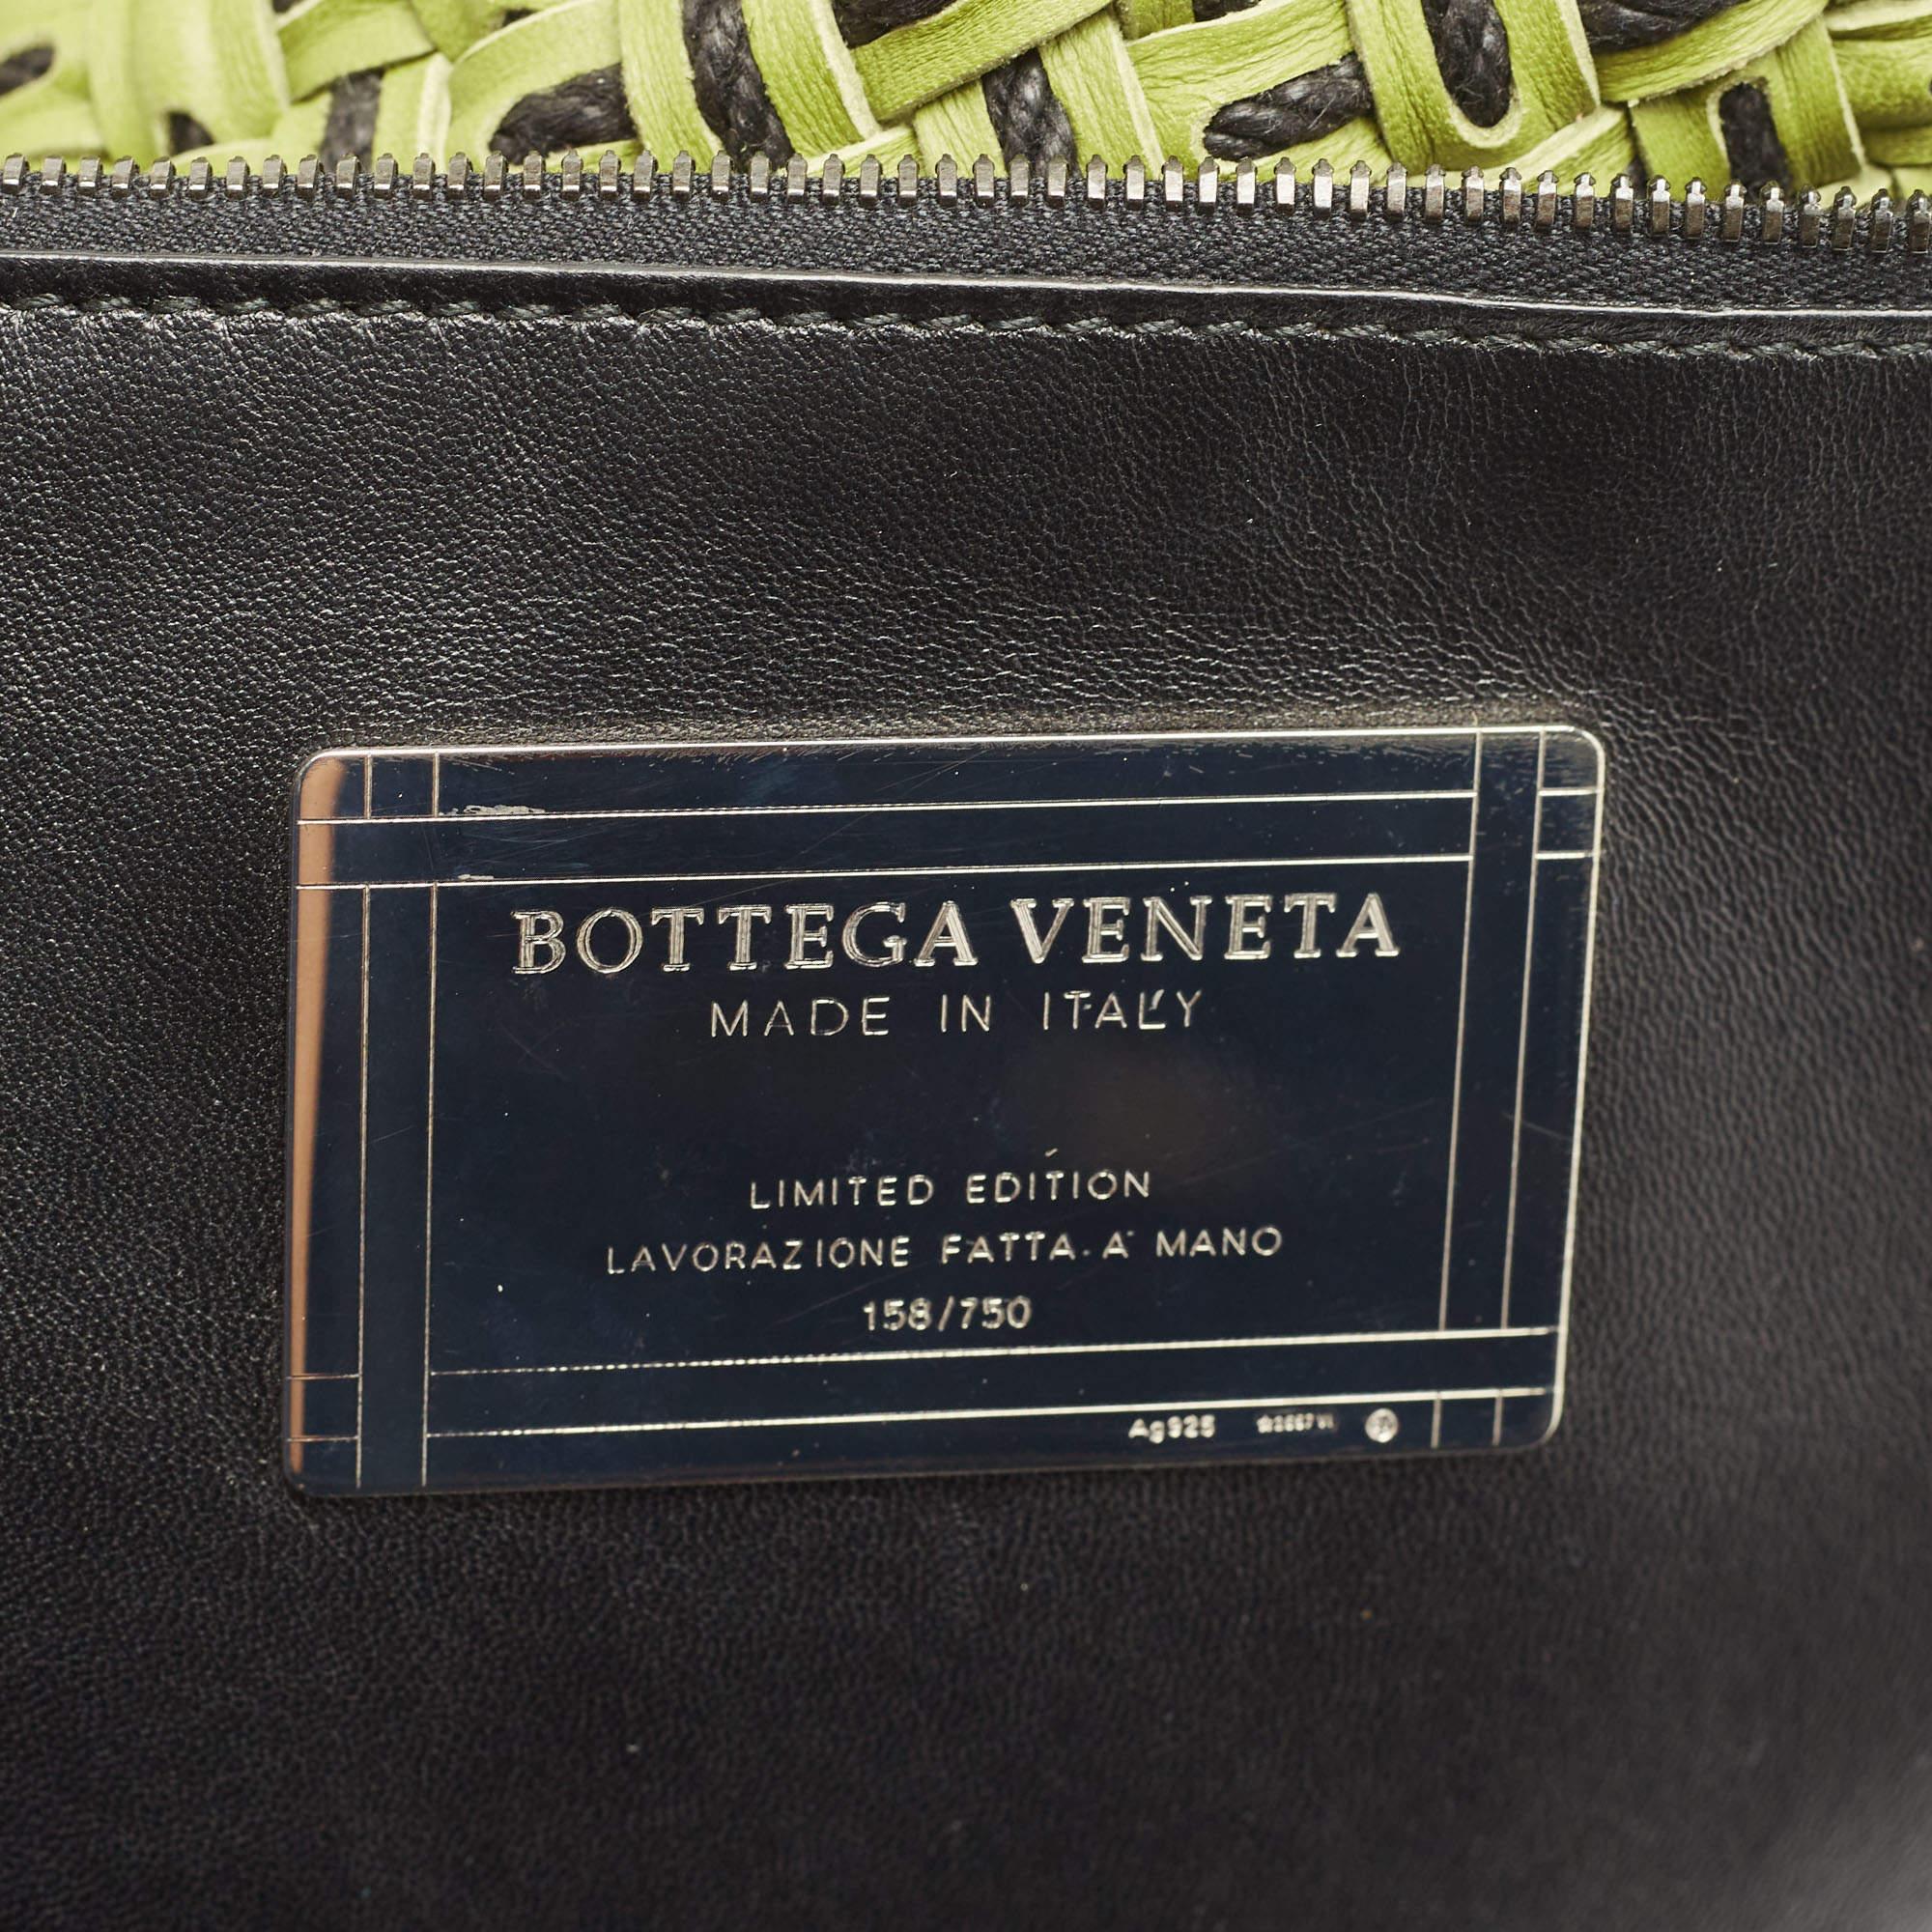 BOTTEGA VENETA
MADE IN ITALY
LIMITED EDITION
LAVORAZIONE FATTA A MANO
158/750
Ag925